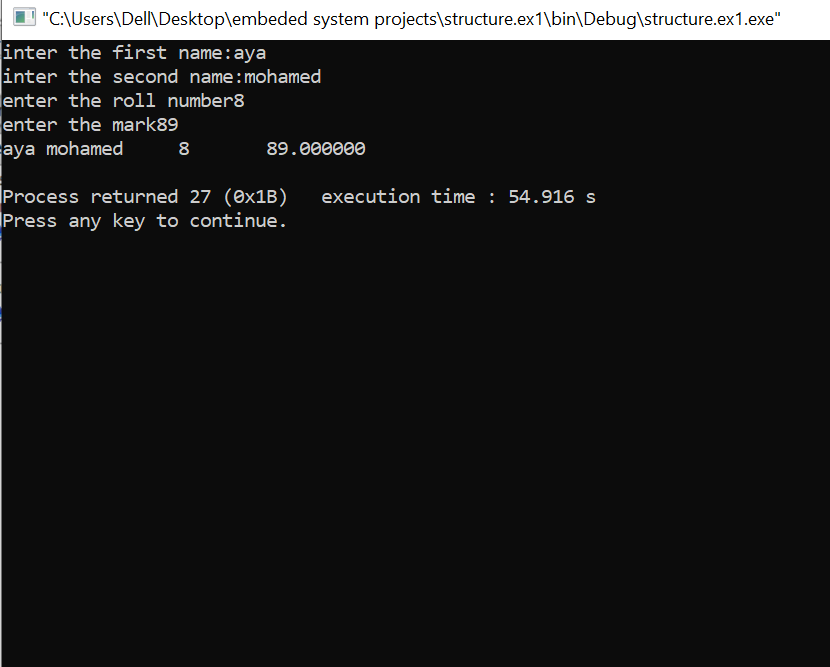 "C:\Users\Dell\Desktop\embeded system projects\structure.ex1\bin\Debug\structure.ex1.exe"
inter the first name:aya
inter the second name:mohamed
enter the roll number8
enter the mark89
aya mohamed     8       89.000000
Process returned 27 (0x1B)   execution time : 54.916 s
Press any key to continue.